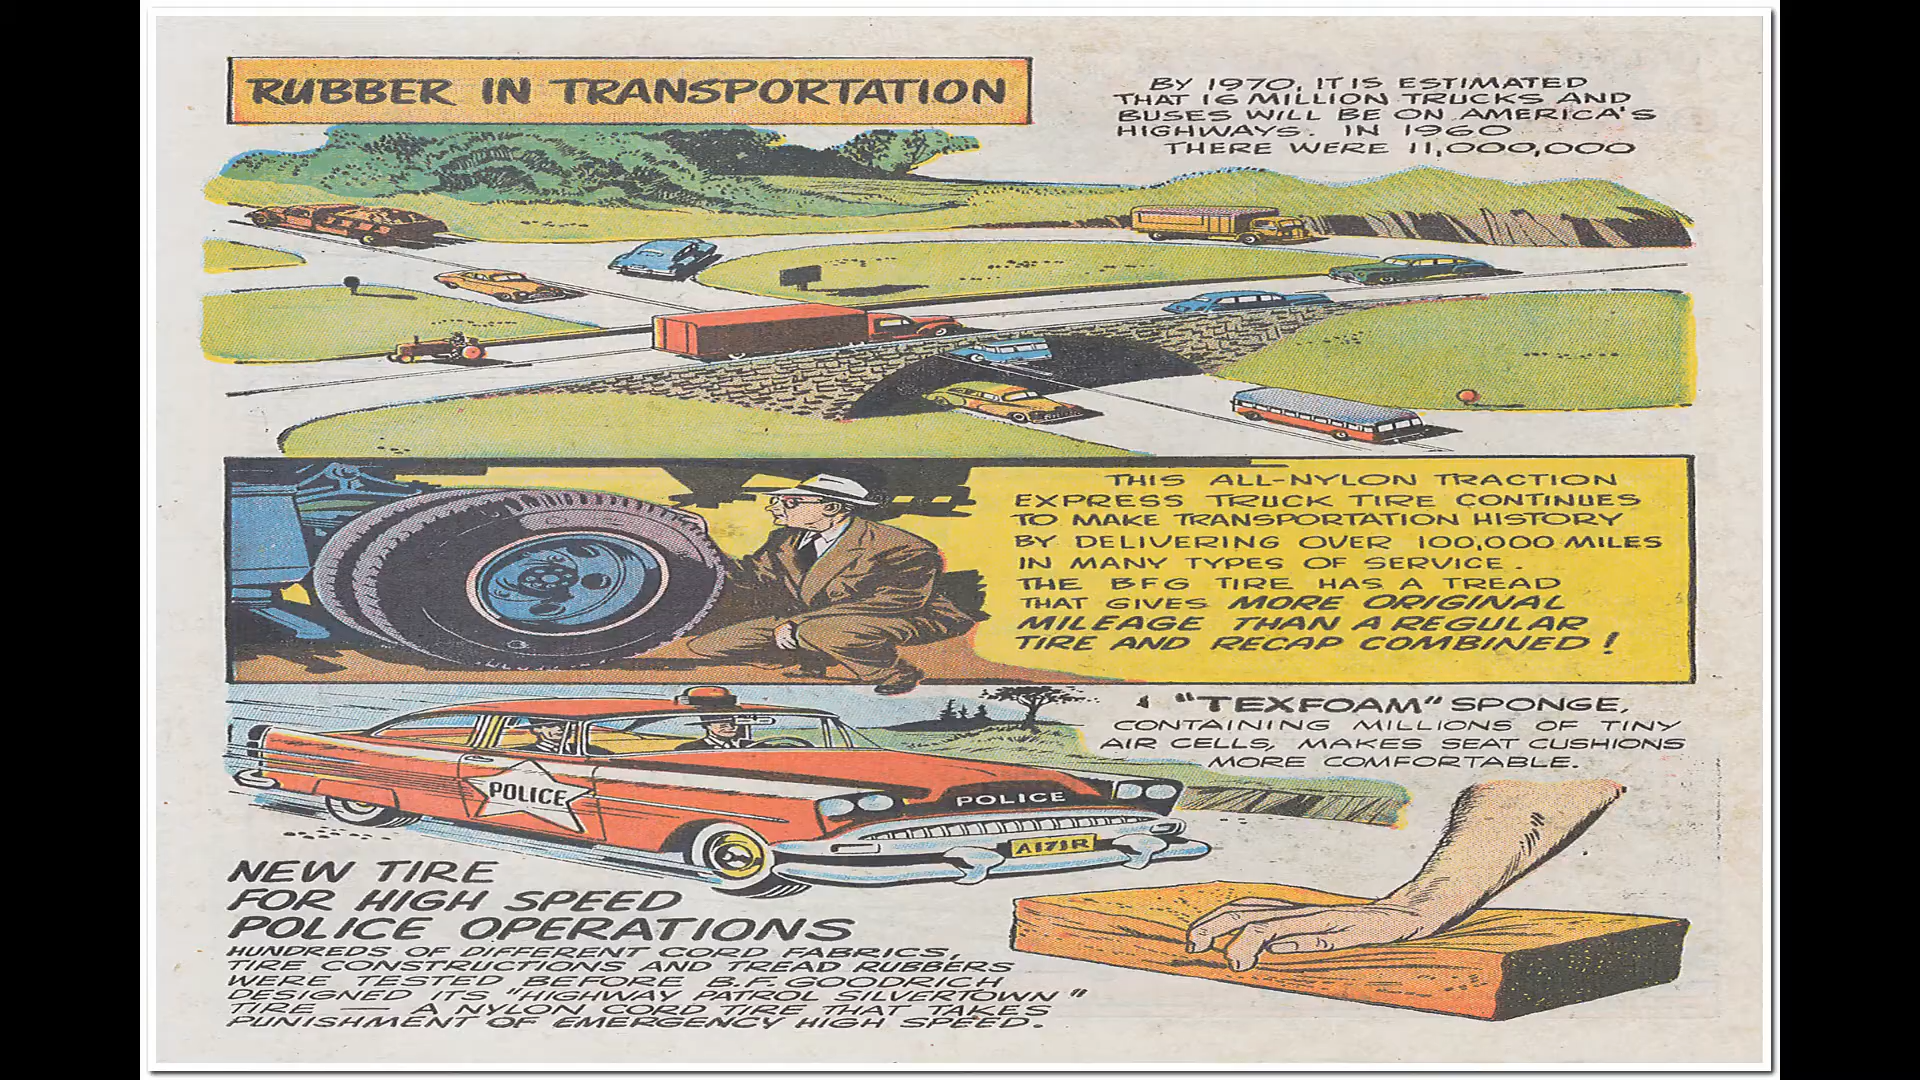 RUBBER IN TRANSPORTATION
BY 1970, IT IS ESTIMATED
THAT 16 MILLION TRUCKS AND
BUSES WILL BE ON AMERICA'S
HIGHWAYS. IN 1960
THERE WERE 11,000,000
THIS ALL-NYLON TRACTION
EXPRESS TRUCK TIRE CONTINUES
TO MAKE TRANSPORTATION HISTORY
BY DELIVERING OVER 100,000 MILES
IN MANY TYPES OF SERVICE.
THE BFG TIRE HAS A TREAD
THAT GIVES MORE ORIGINAL
MILEAGE THAN A REGULAR
TIRE AND RECAP COMBINED!
"TEXFOAM" SPONGE,
CONTAINING MILLIONS OF TINY
AIR CELLS, MAKES SEAT CUSHIONS
MORE COMFORTABLE.
POLICE
POLICE
A173R
NEW TIRE
FOR HIGH SPEED
POLICE OPERATIONS
HUNDREDS OF DIFFERENT CORD FABRICS,
TIRE CONSTRUCTIONS AND TREAD RUBBERS
WERE TESTED BEFORE B.F. GOODRICH
DESIGNED ITS "HIGHWAY PATROL SILVERTOWN"
TIRE — A NYLON CORD TIRE THAT TAKES
PUNISHMENT OF EMERGENCY HIGH SPEED.